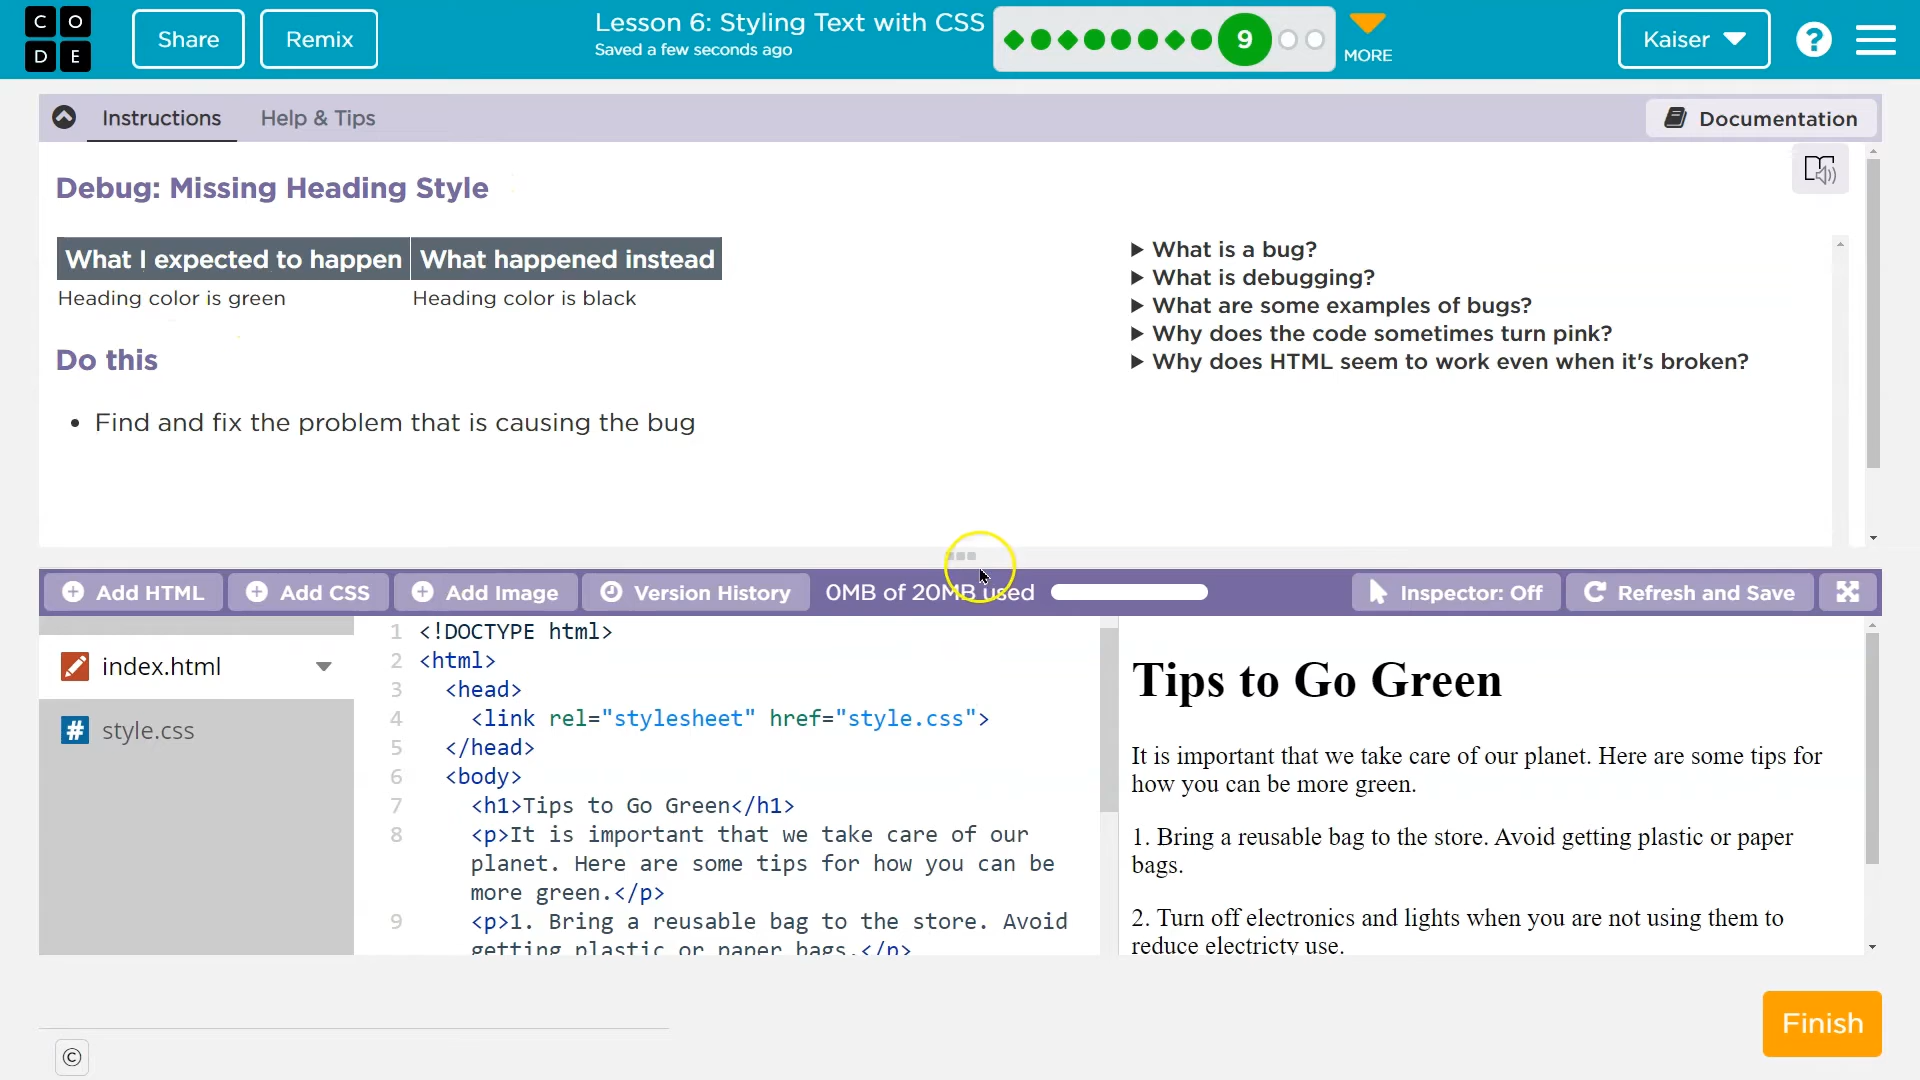 CODE
Share
Remix
Lesson 6: Styling Text with CSS
Saved a few seconds ago
9
MORE
Kaiser
?
Instructions
Help & Tips
Documentation
Debug: Missing Heading Style
What I expected to happen
What happened instead
Heading color is green
Heading color is black
Do this
• Find and fix the problem that is causing the bug
What is a bug?
What is debugging?
What are some examples of bugs?
Why does the code sometimes turn pink?
Why does HTML seem to work even when it's broken?
Add HTML
Add CSS
Add Image
Version History
0MB of 20MB used
Inspector: Off
Refresh and Save
index.html
# style.css
1 <!DOCTYPE html>
2 <html>
3 <head>
4 <link rel="stylesheet" href="style.css">
5 </head>
6 <body>
7 <h1>Tips to Go Green</h1>
8 <p>It is important that we take care of our
planet. Here are some tips for how you can be
more green.</p>
9 <p>1. Bring a reusable bag to the store. Avoid
getting plastic or paper bags.</p>
Tips to Go Green
It is important that we take care of our planet. Here are some tips for
how you can be more green.
1. Bring a reusable bag to the store. Avoid getting plastic or paper
bags.
2. Turn off electronics and lights when you are not using them to
reduce electricty use.
Finish
©